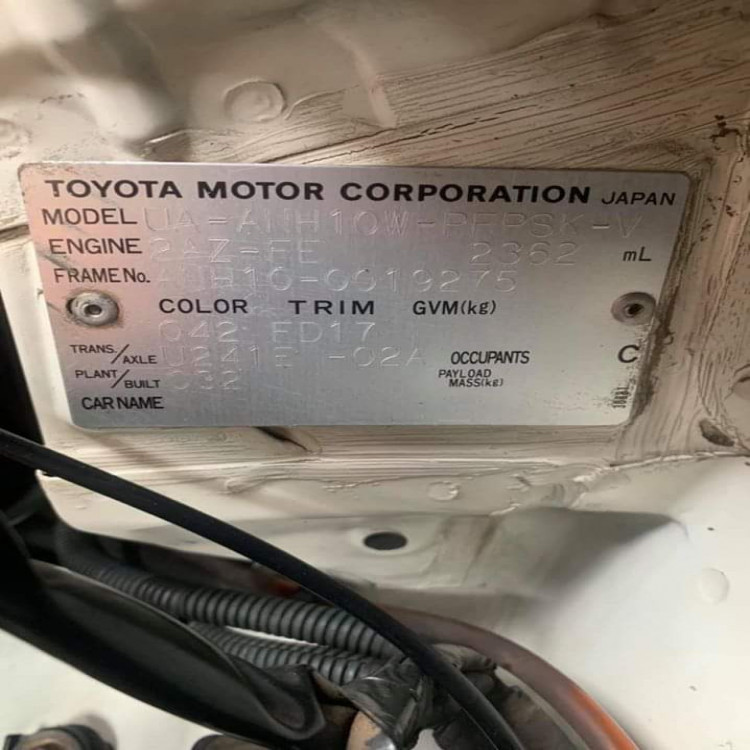 TOYOTA MOTOR CORPORATION JAPAN
MODEL UA-ANH10W-PFPSK-V
ENGINE 2AZ-FE 2362 mL
FRAME No. ANH10-0019275
COLOR TRIM GVM(kg)
042 ED17
TRANS./AXLE U241E -02A OCCUPANTS C
PLANT/BUILT C32 PAYLOAD MASS(kg)
CAR NAME